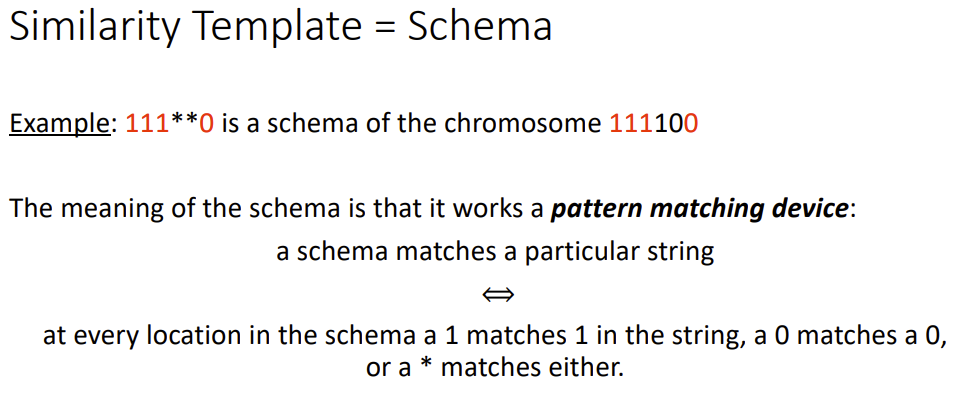 Similarity Template = Schema
Example: 111**0 is a schema of the chromosome 111100
The meaning of the schema is that it works a pattern matching device:
a schema matches a particular string
⟺
at every location in the schema a 1 matches 1 in the string, a 0 matches a 0,
or a * matches either.